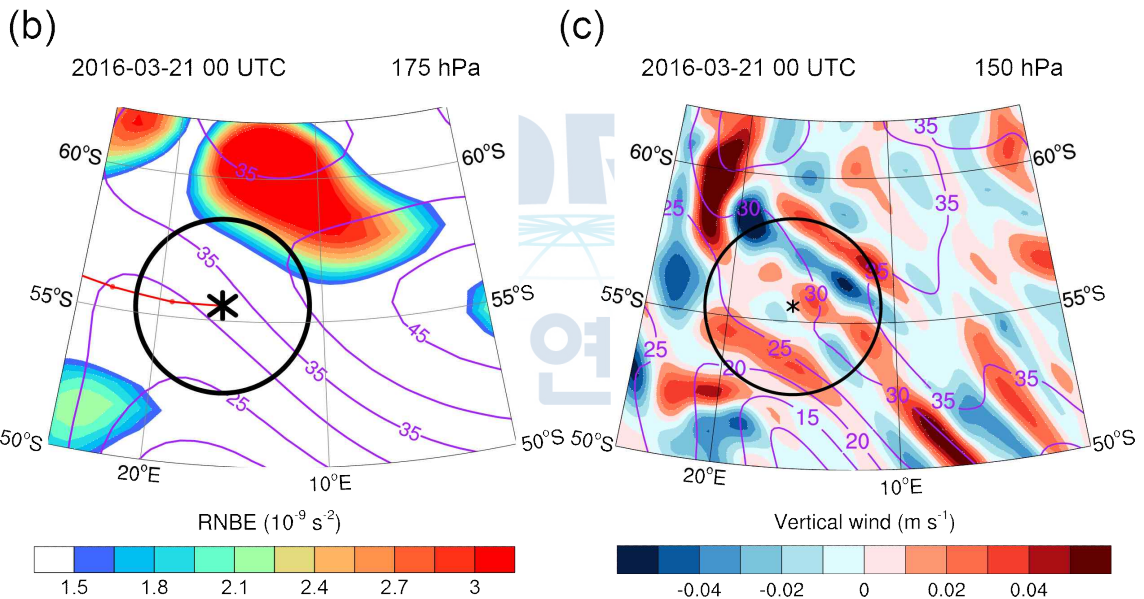 (b)
2016-03-21 00 UTC 175 hPa
60°S 60°S
55°S 55°S
50°S 50°S
20°E 10°E
35
35
45
35
25
35
RNBE (10⁻⁹ s⁻²)
1.5 1.8 2.1 2.4 2.7 3
(c)
2016-03-21 00 UTC 150 hPa
60°S 60°S
55°S 55°S
50°S 50°S
20°E 10°E
35
25 30 35
35
30
25 25
20 35
30 35
15 20
Vertical wind (m s⁻¹)
-0.04 -0.02 0 0.02 0.04
연